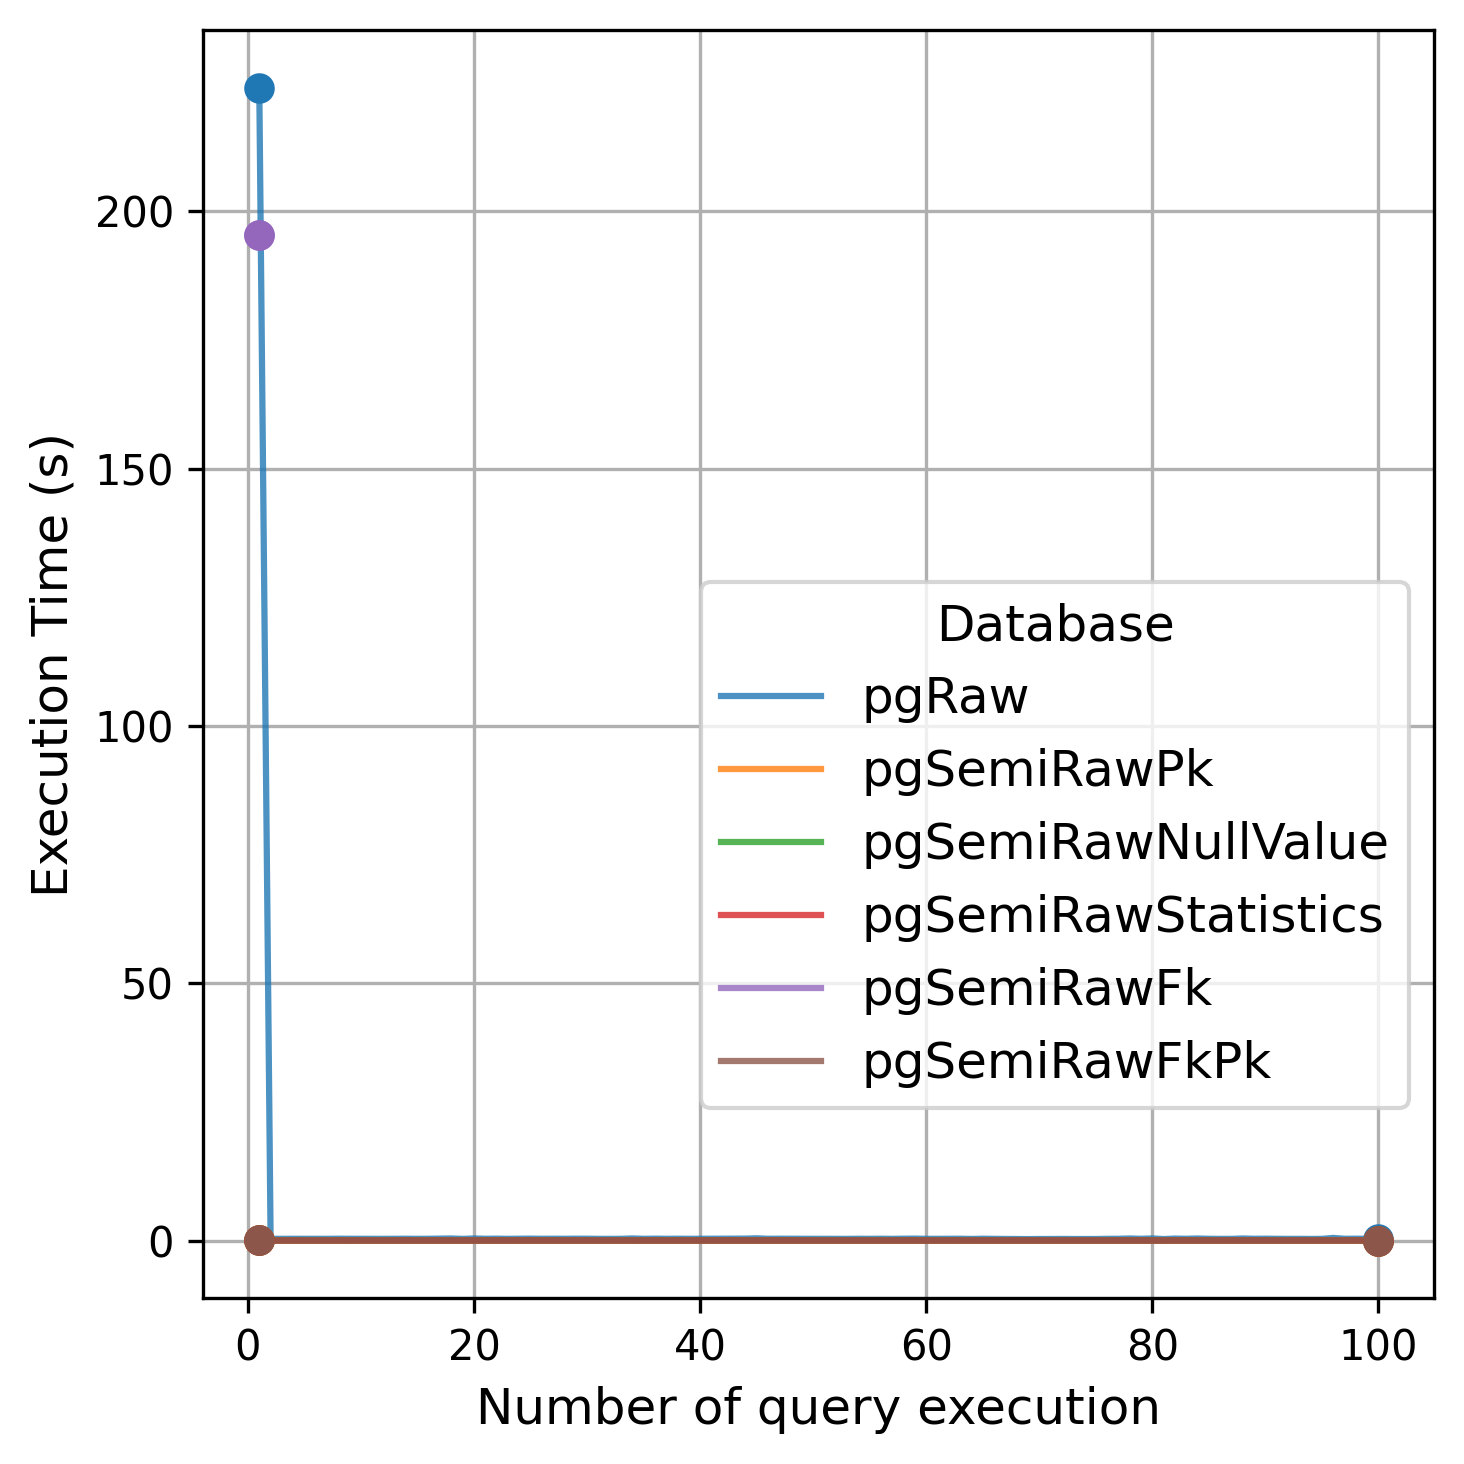 200
150
100
50
0
Execution Time (s)
Database
pgRaw
pgSemiRawPk
pgSemiRawNullValue
pgSemiRawStatistics
pgSemiRawFk
pgSemiRawFkPk
0 20 40 60 80 100
Number of query execution